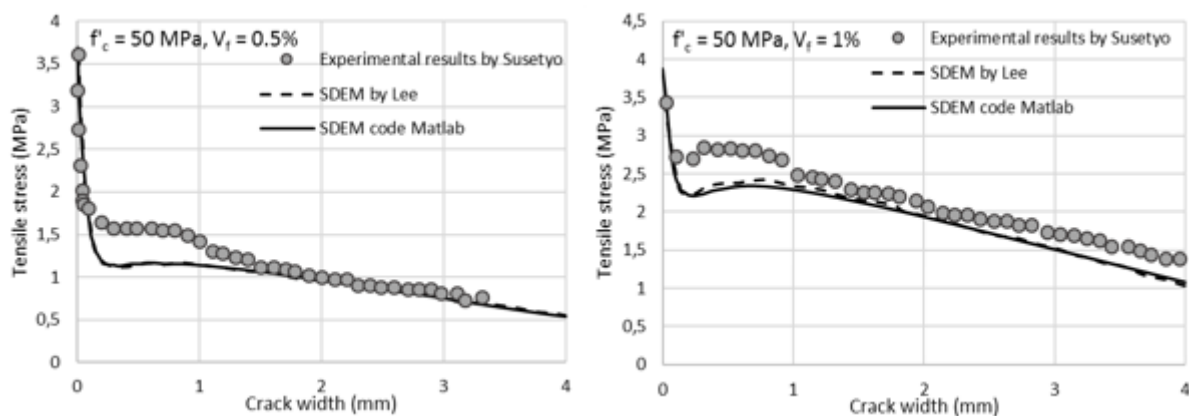 f'c = 50 MPa, Vf = 0.5%
Experimental results by Susetyo
SDEM by Lee
SDEM code Matlab
Tensile stress (MPa)
4
3,5
3
2,5
2
1,5
1
0,5
0
0 1 2 3 4
Crack width (mm)
f'c = 50 MPa, Vf = 1%
Experimental results by Susetyo
SDEM by Lee
SDEM code Matlab
Tensile stress (MPa)
4,5
4
3,5
3
2,5
2
1,5
1
0,5
0
0 1 2 3 4
Crack width (mm)